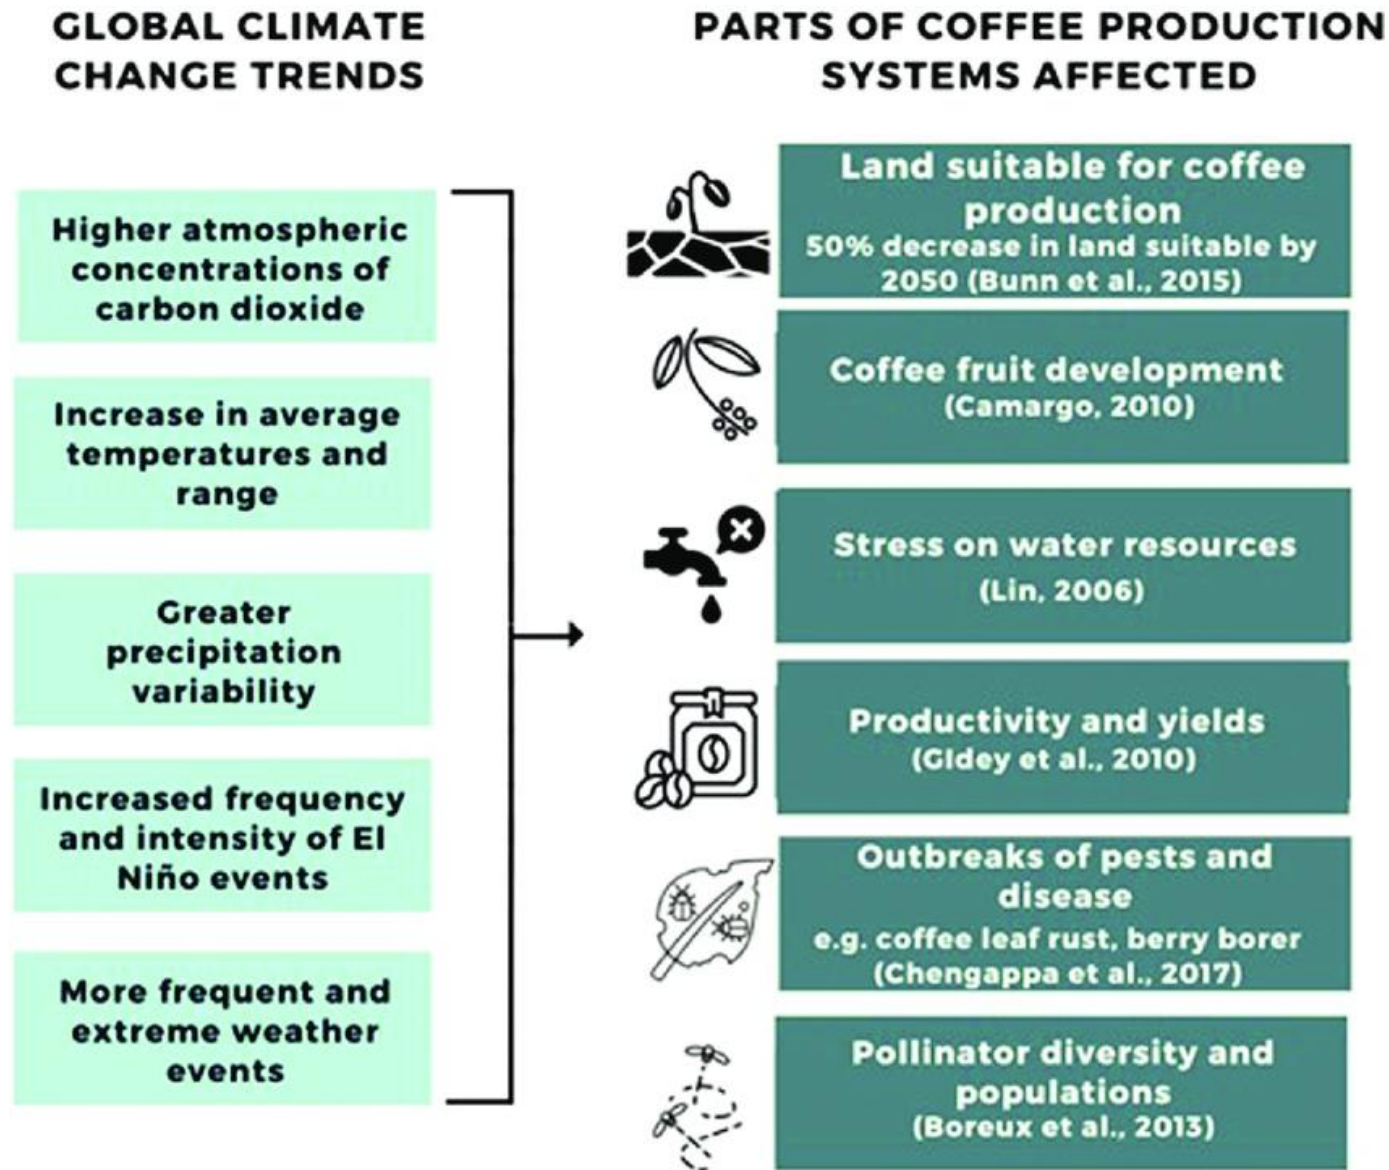 GLOBAL CLIMATE
CHANGE TRENDS
Higher atmospheric
concentrations of
carbon dioxide
Increase in average
temperatures and
range
Greater
precipitation
variability
Increased frequency
and intensity of El
Niño events
More frequent and
extreme weather
events
PARTS OF COFFEE PRODUCTION
SYSTEMS AFFECTED
Land suitable for coffee
production
50% decrease in land suitable by
2050 (Bunn et al., 2015)
Coffee fruit development
(Camargo, 2010)
Stress on water resources
(Lin, 2006)
Productivity and yields
(GIdey et al., 2010)
Outbreaks of pests and
disease
e.g. coffee leaf rust, berry borer
(Chengappa et al., 2017)
Pollinator diversity and
populations
(Boreux et al., 2013)